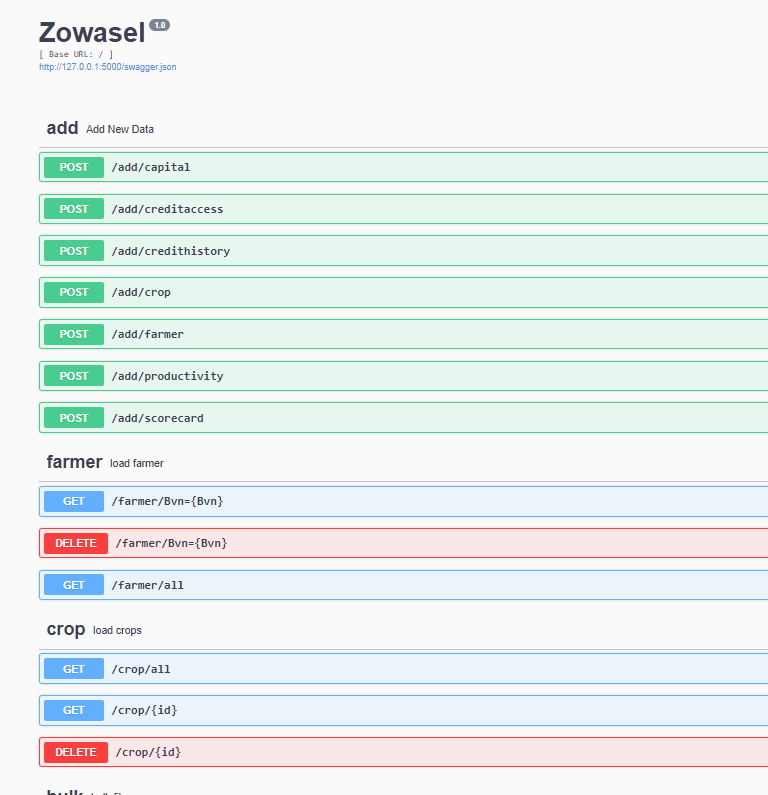 Zowasel 1.0
[ Base URL: / ]
http://127.0.0.1:5000/swagger.json
add Add New Data
POST /add/capital
POST /add/creditaccess
POST /add/credithistory
POST /add/crop
POST /add/farmer
POST /add/productivity
POST /add/scorecard
farmer load farmer
GET /farmer/Bvn={Bvn}
DELETE /farmer/Bvn={Bvn}
GET /farmer/all
crop load crops
GET /crop/all
GET /crop/{id}
DELETE /crop/{id}